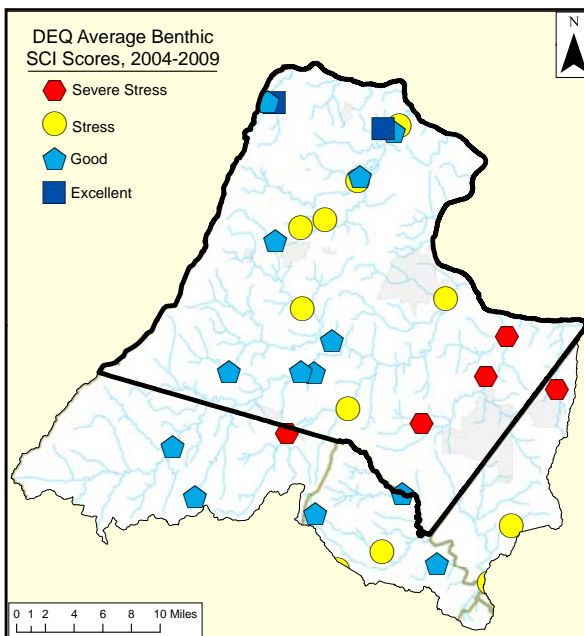 DEQ Average Benthic
SCI Scores, 2004-2009
Severe Stress
Stress
Good
Excellent
N
0 1 2 4 6 8 10 Miles